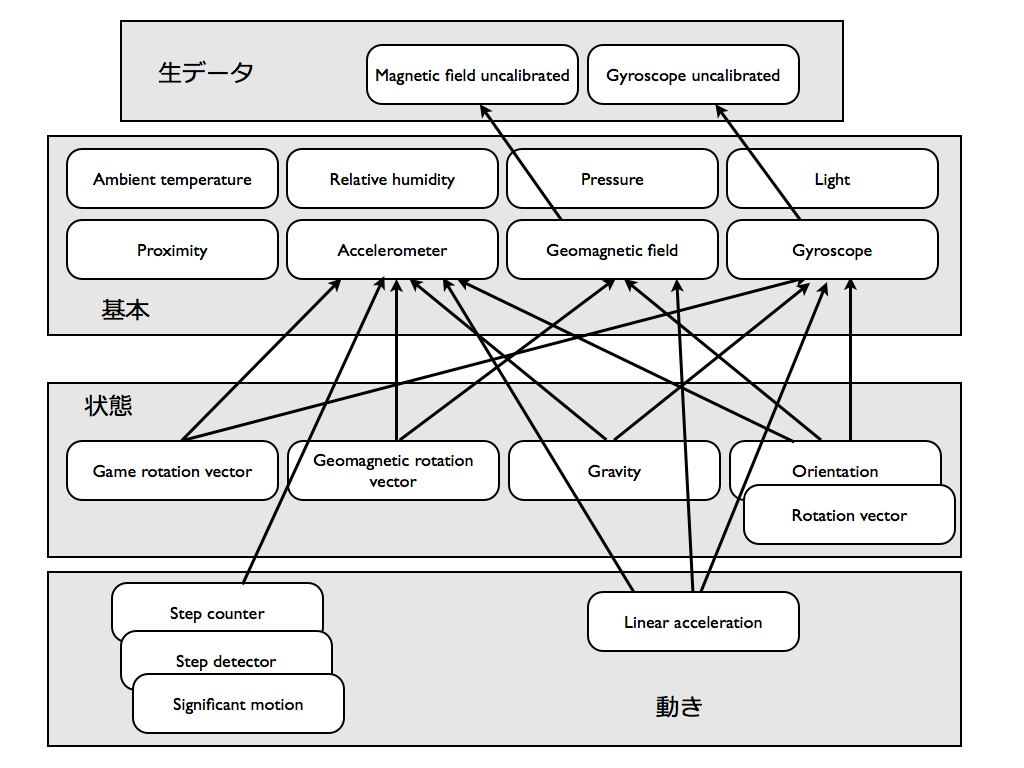 生データ
Magnetic field uncalibrated
Gyroscope uncalibrated
Ambient temperature
Relative humidity
Pressure
Light
Proximity
Accelerometer
Geomagnetic field
Gyroscope
基本
状態
Game rotation vector
Geomagnetic rotation
vector
Gravity
Orientation
Rotation vector
Step counter
Step detector
Significant motion
Linear acceleration
動き